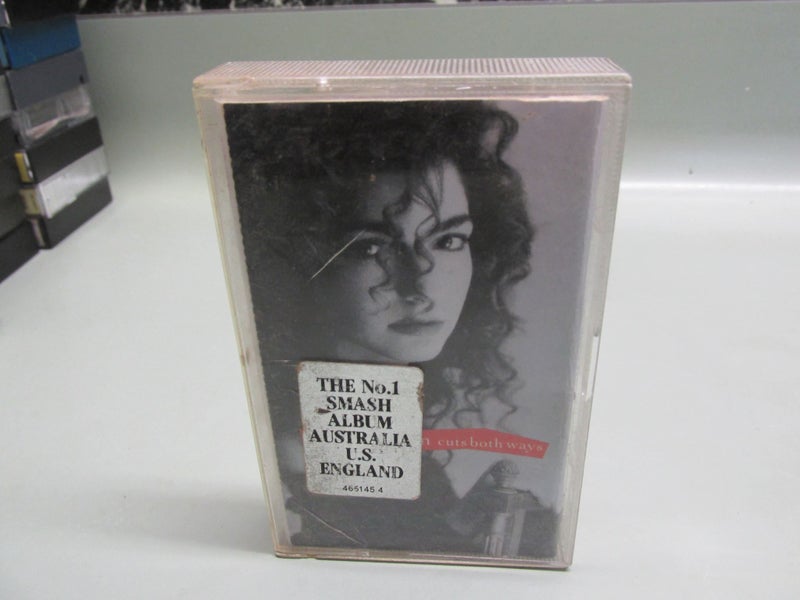 THE No.1
SMASH
ALBUM
AUSTRALIA
U.S.
ENGLAND
465145 4
n cuts both ways